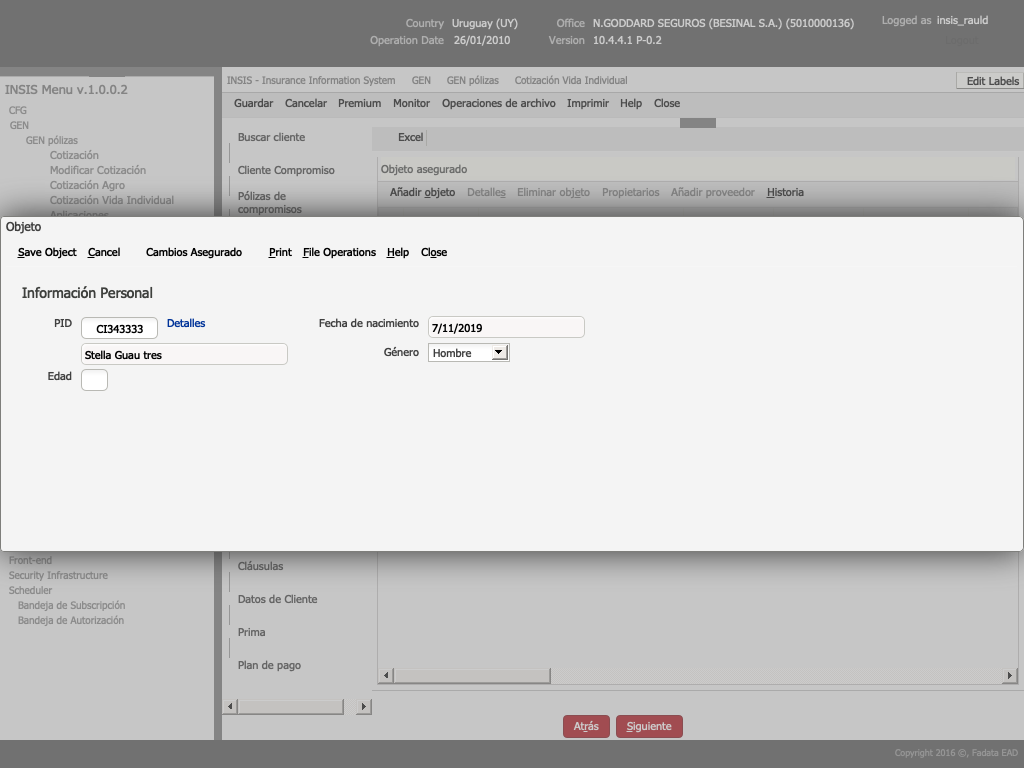 Country Uruguay (UY) Office N.GODDARD SEGUROS (BESINAL S.A.) (5010000136) Logged as insis_rauld
Operation Date 26/01/2010 Version 10.4.4.1 P-0.2 Logout
INSIS Menu v.1.0.0.2
CFG
GEN
GEN pólizas
Cotización
Modificar Cotización
Cotización Agro
Cotización Vida Individual
Aplicaciones
INSIS - Insurance Information System GEN GEN pólizas Cotización Vida Individual Edit Labels
Guardar Cancelar Premium Monitor Operaciones de archivo Imprimir Help Close
Buscar cliente
Cliente Compromiso
Pólizas de
compromisos
Excel
Objeto asegurado
Añadir objeto Detalles Eliminar objeto Propietarios Añadir proveedor Historia
Objeto
Save Object Cancel Cambios Asegurado Print File Operations Help Close
Información Personal
PID CI343333 Detalles Fecha de nacimiento 7/11/2019
Stella Guau tres Género Hombre
Edad
Front-end
Security Infrastructure
Scheduler
Bandeja de Subscripción
Bandeja de Autorización
Cláusulas
Datos de Cliente
Prima
Plan de pago
Atrás Siguiente
Copyright 2016 ©, Fadata EAD